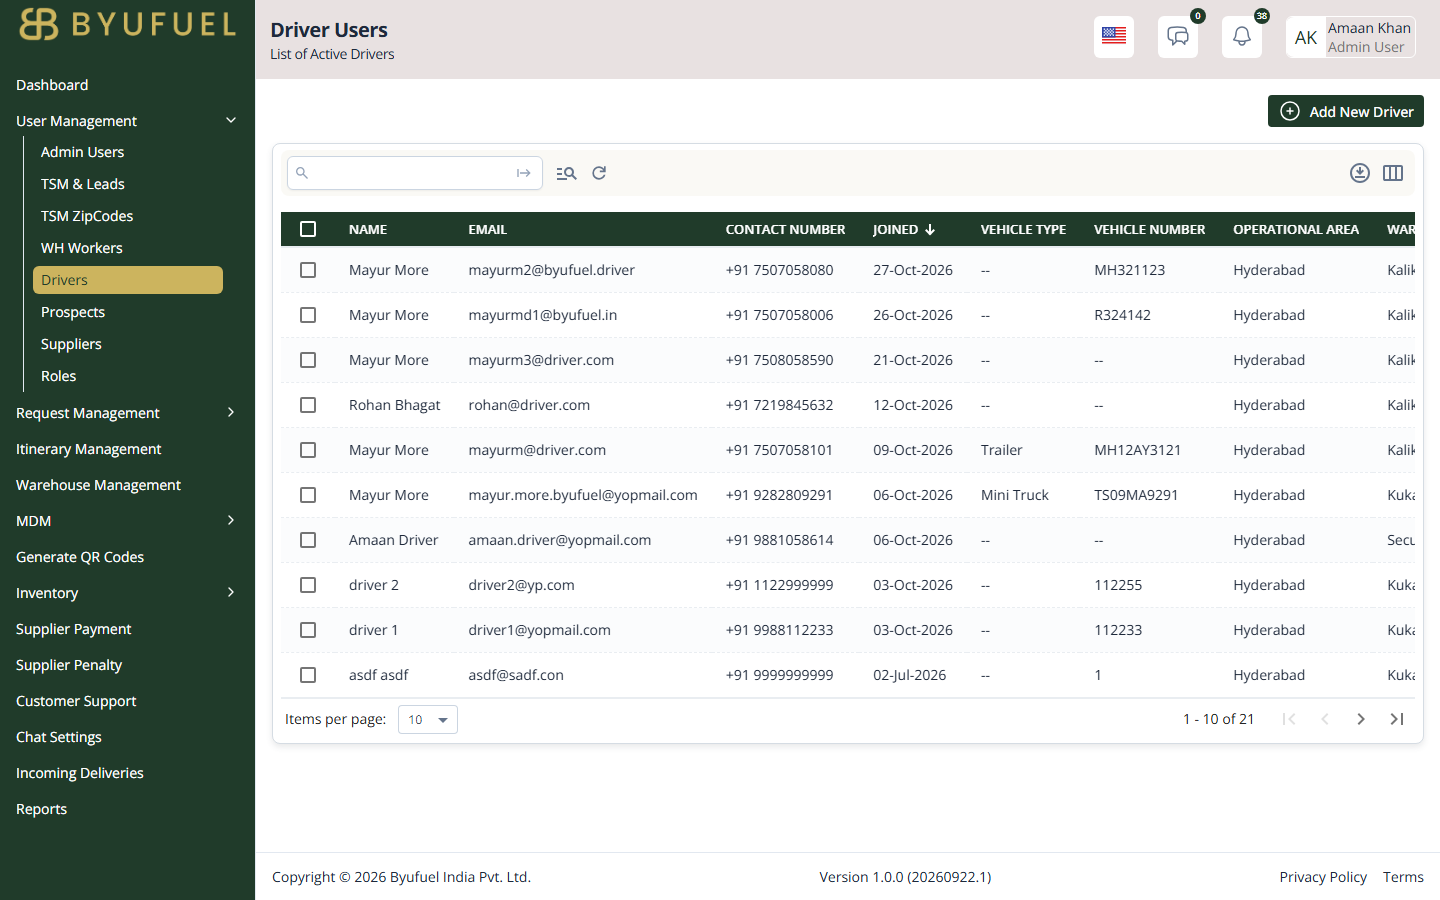 BYUFUEL
Driver Users
List of Active Drivers
0
38
AK
Amaan Khan
Admin User
Dashboard
User Management
Admin Users
TSM & Leads
TSM ZipCodes
WH Workers
Drivers
Prospects
Suppliers
Roles
Request Management
Itinerary Management
Warehouse Management
MDM
Generate QR Codes
Inventory
Supplier Payment
Supplier Penalty
Customer Support
Chat Settings
Incoming Deliveries
Reports
Add New Driver
NAME EMAIL CONTACT NUMBER JOINED VEHICLE TYPE VEHICLE NUMBER OPERATIONAL AREA WAR
Mayur More mayurm2@byufuel.driver +91 7507058080 27-Oct-2026 -- MH321123 Hyderabad Kalik
Mayur More mayurmd1@byufuel.in +91 7507058006 26-Oct-2026 -- R324142 Hyderabad Kalik
Mayur More mayurm3@driver.com +91 7508058590 21-Oct-2026 -- -- Hyderabad Kalik
Rohan Bhagat rohan@driver.com +91 7219845632 12-Oct-2026 -- -- Hyderabad Kalik
Mayur More mayurm@driver.com +91 7507058101 09-Oct-2026 Trailer MH12AY3121 Hyderabad Kalik
Mayur More mayur.more.byufuel@yopmail.com +91 9282809291 06-Oct-2026 Mini Truck TS09MA9291 Hyderabad Kuka
Amaan Driver amaan.driver@yopmail.com +91 9881058614 06-Oct-2026 -- -- Hyderabad Secu
driver 2 driver2@yp.com +91 1122999999 03-Oct-2026 -- 112255 Hyderabad Kuka
driver 1 driver1@yopmail.com +91 9988112233 03-Oct-2026 -- 112233 Hyderabad Kuka
asdf asdf asdf@sadf.con +91 9999999999 02-Jul-2026 -- 1 Hyderabad Kuka
Items per page: 10 1 - 10 of 21
Copyright © 2026 Byufuel India Pvt. Ltd. Version 1.0.0 (20260922.1) Privacy Policy Terms